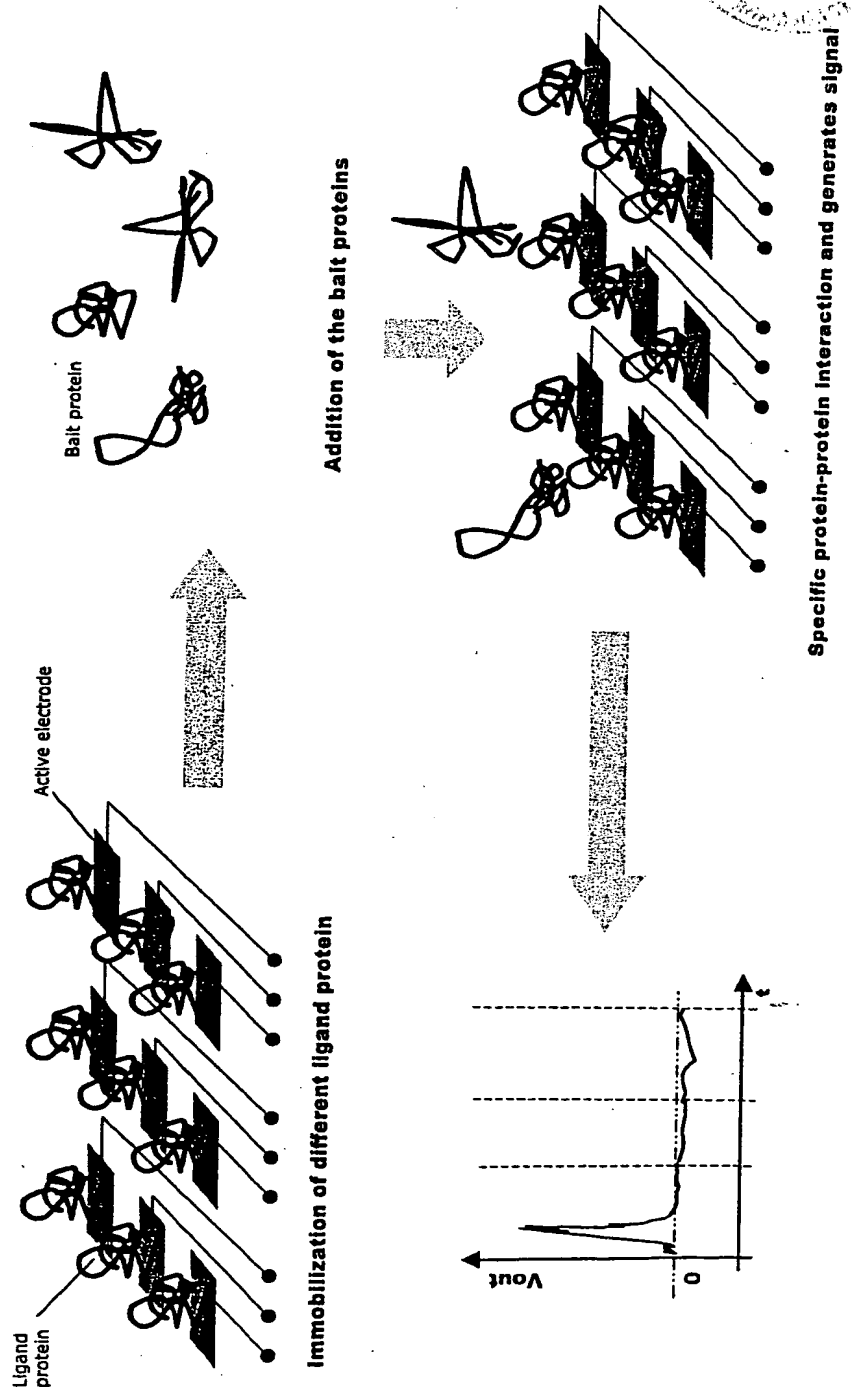 Ligand
protein
Active electrode
Immobilization of different ligand protein
Bait protein
Addition of the bait proteins
Specific protein-protein interaction and generates signal
Vout
0
t